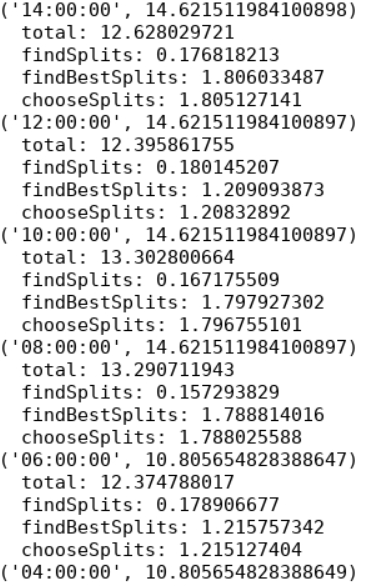 ('14:00:00', 14.621511984100898)
total: 12.628029721
findSplits: 0.176818213
findBestSplits: 1.806033487
chooseSplits: 1.805127141
('12:00:00', 14.621511984100897)
total: 12.395861755
findSplits: 0.180145207
findBestSplits: 1.209093873
chooseSplits: 1.20832892
('10:00:00', 14.621511984100897)
total: 13.302800664
findSplits: 0.167175509
findBestSplits: 1.797927302
chooseSplits: 1.796755101
('08:00:00', 14.621511984100897)
total: 13.290711943
findSplits: 0.157293829
findBestSplits: 1.788814016
chooseSplits: 1.788025588
('06:00:00', 10.805654828388647)
total: 12.374788017
findSplits: 0.178906677
findBestSplits: 1.215757342
chooseSplits: 1.215127404
('04:00:00', 10.805654828388649)